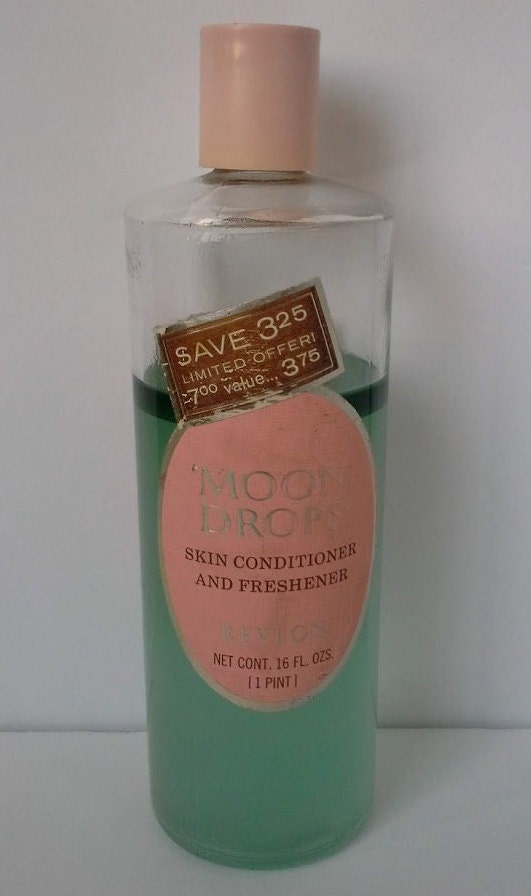 SAVE 325
LIMITED OFFER!
700 value... 375
'MOON
DROPS'
SKIN CONDITIONER
AND FRESHENER
REVLON
NET CONT. 16 FL. OZS.
[1 PINT]